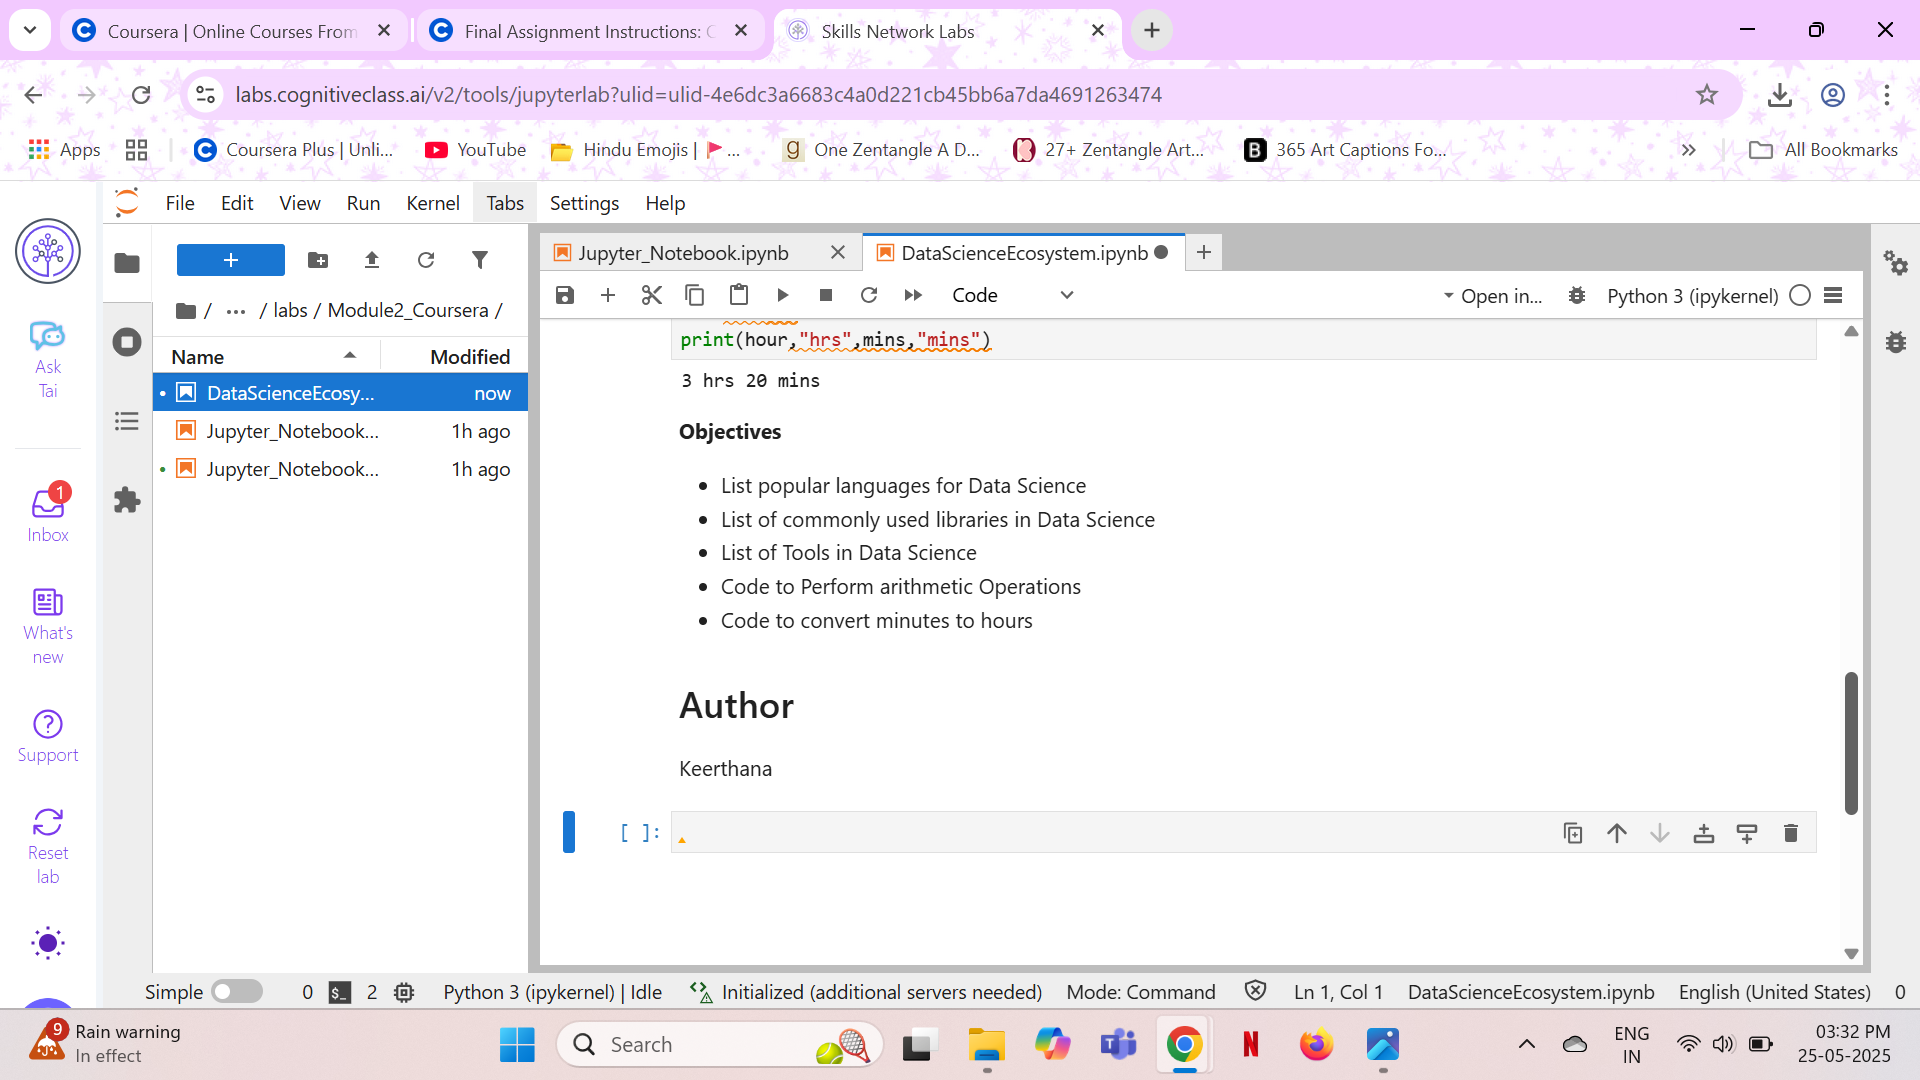 Coursera | Online Courses From
Final Assignment Instructions: C
Skills Network Labs
labs.cognitiveclass.ai/v2/tools/jupyterlab?ulid=ulid-4e6dc3a6683c4a0d221cb45bb6a7da4691263474
Apps
Coursera Plus | Unli...
YouTube
Hindu Emojis | 🚩 ...
One Zentangle A D...
27+ Zentangle Art...
365 Art Captions Fo...
All Bookmarks
File Edit View Run Kernel Tabs Settings Help
Ask
Tai
1
Inbox
What's
new
Support
Reset
lab
/ ... / labs / Module2_Coursera /
Name Modified
DataScienceEcosy... now
Jupyter_Notebook... 1h ago
Jupyter_Notebook... 1h ago
Jupyter_Notebook.ipynb
DataScienceEcosystem.ipynb
Code
Open in...
Python 3 (ipykernel)
print(hour,"hrs",mins,"mins")
3 hrs 20 mins
Objectives
• List popular languages for Data Science
• List of commonly used libraries in Data Science
• List of Tools in Data Science
• Code to Perform arithmetic Operations
• Code to convert minutes to hours
Author
Keerthana
[ ]:
Simple 0 $_ 2 Python 3 (ipykernel) | Idle Initialized (additional servers needed) Mode: Command Ln 1, Col 1 DataScienceEcosystem.ipynb English (United States) 0
9
Rain warning
In effect
Search
ENG
IN
03:32 PM
25-05-2025